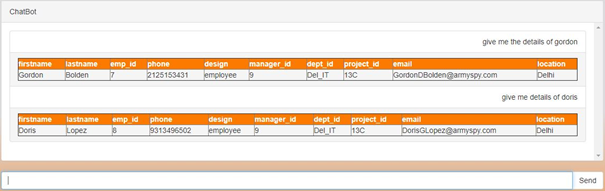 ChatBot
give me the details of gordon
firstname lastname emp_id phone design manager_id dept_id project_id email location
Gordon Bolden 7 2125153431 employee 9 Del_IT 13C GordonDBolden@armyspy.com Delhi
give me details of doris
firstname lastname emp_id phone design manager_id dept_id project_id email location
Doris Lopez 8 9313496502 employee 9 Del_IT 13C DorisGLopez@armyspy.com Delhi
Send